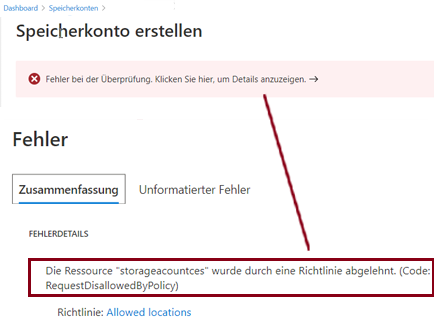 Dashboard > Speicherkonten >
Speicherkonto erstellen
Fehler bei der Überprüfung. Klicken Sie hier, um Details anzuzeigen. →
Fehler
Zusammenfassung Unformatierter Fehler
FEHLERDETAILS
Die Ressource "storageacountces" wurde durch eine Richtlinie abgelehnt. (Code:
RequestDisallowedByPolicy)
Richtlinie: Allowed locations